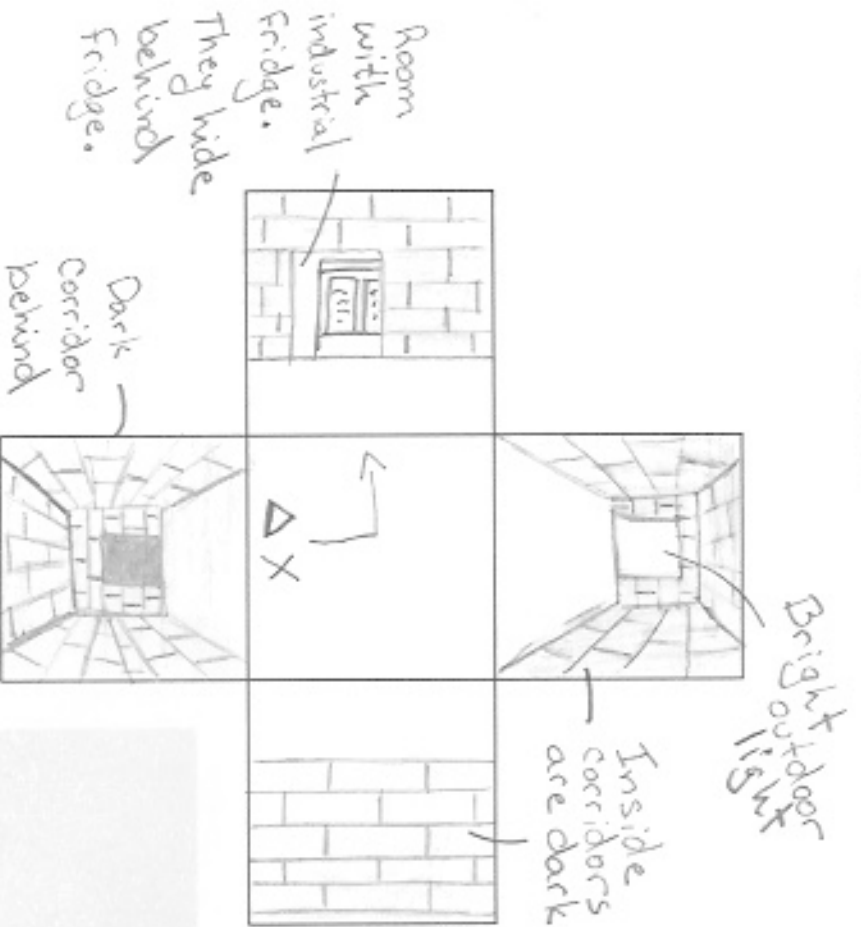 Room
with
industrial
fridge.
They hide
behind
fridge.
Dark
corridor
behind
Bright
outdoor
light
Inside
corridors
are dark